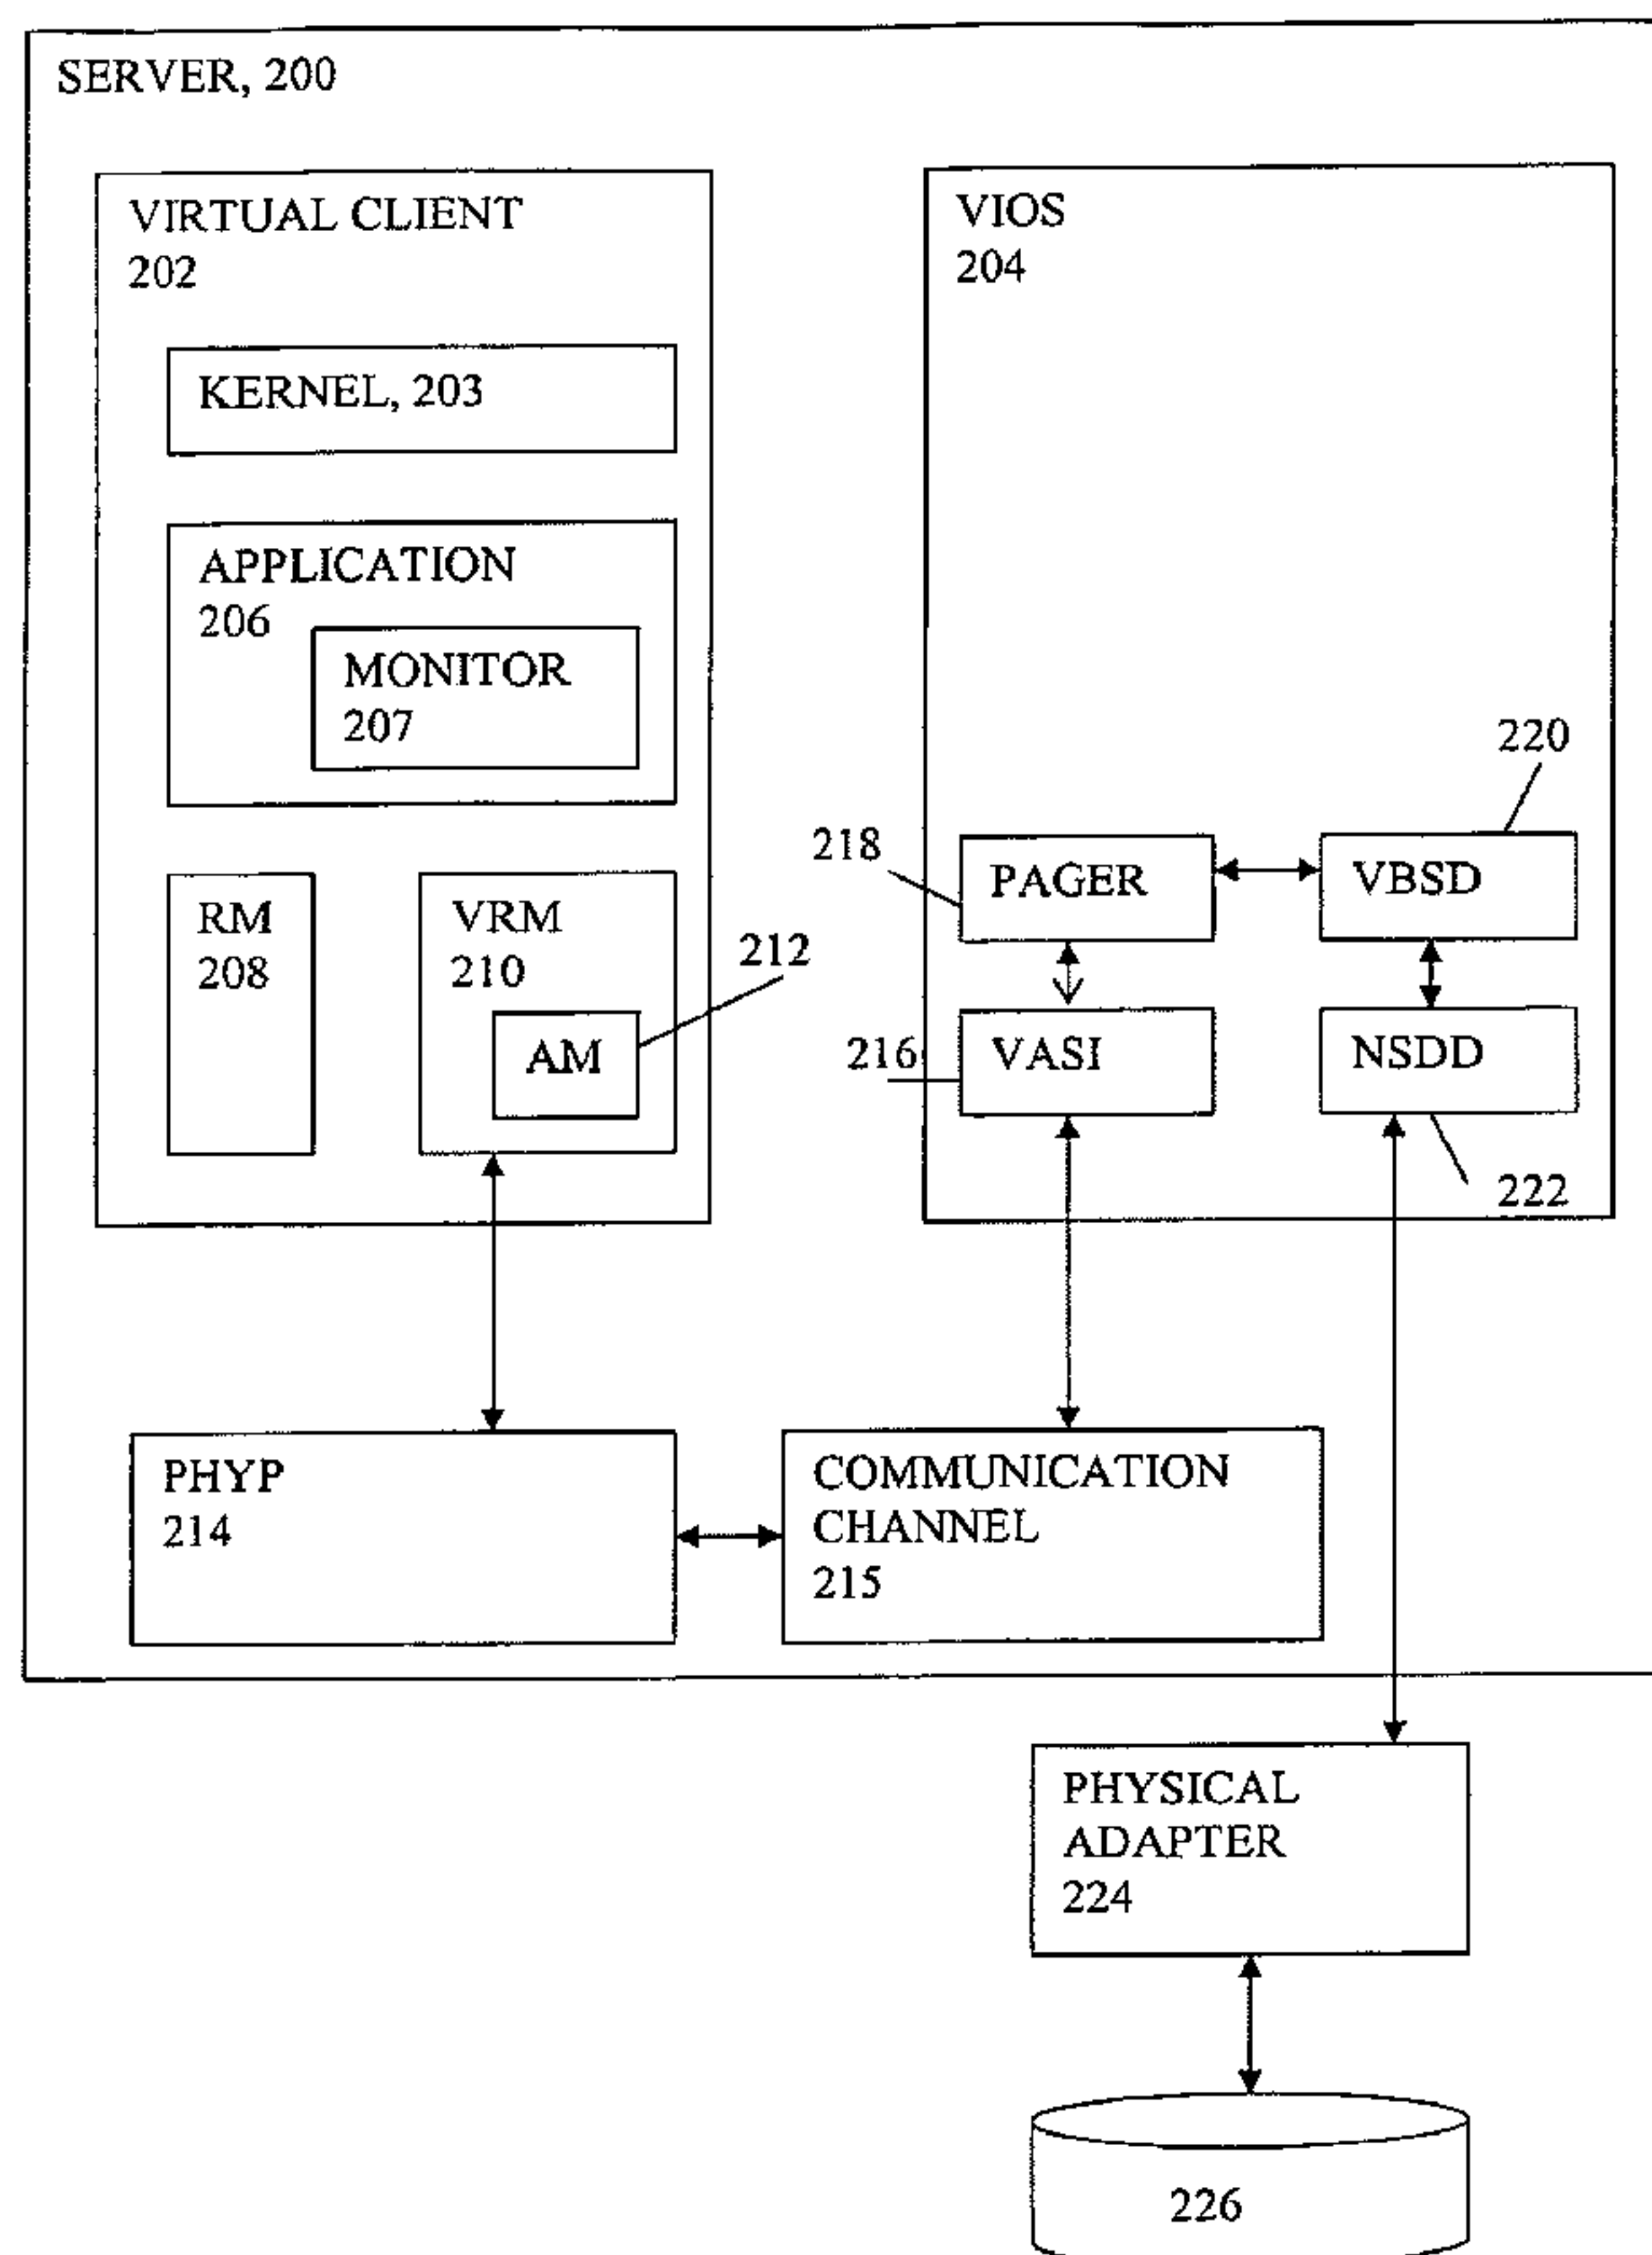 SERVER, 200
VIRTUAL CLIENT
202
KERNEL, 203
APPLICATION
206
MONITOR
207
RM
208
VRM
210
AM
212
VIOS
204
220
218
PAGER
VBSD
216
VASI
NSDD
222
PHYP
214
COMMUNICATION
CHANNEL
215
PHYSICAL
ADAPTER
224
226